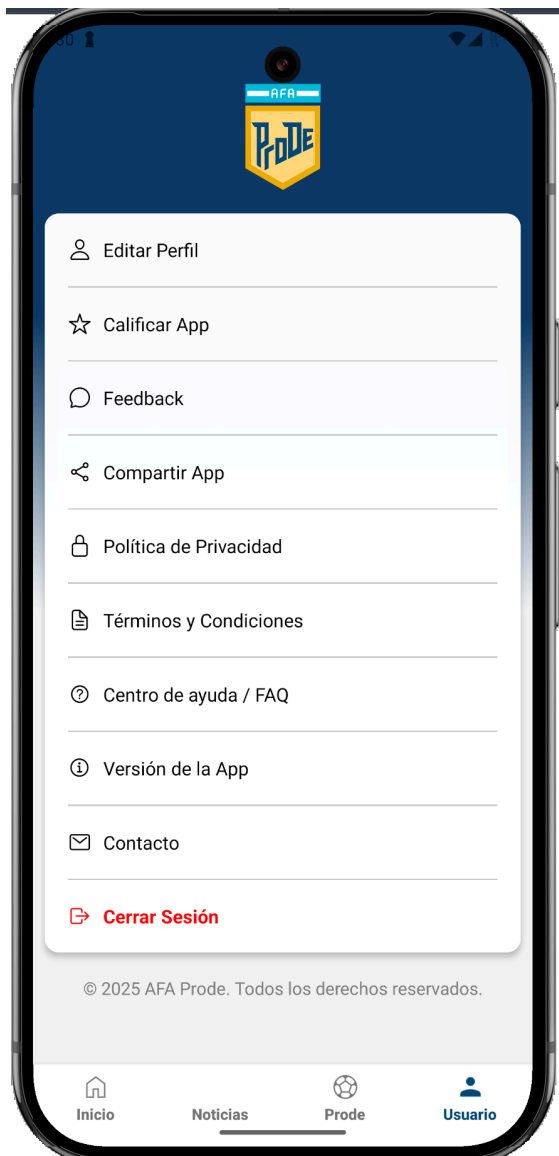 AFA
ProDe
Editar Perfil
Calificar App
Feedback
Compartir App
Política de Privacidad
Términos y Condiciones
Centro de ayuda / FAQ
Versión de la App
Contacto
Cerrar Sesión
© 2025 AFA Prode. Todos los derechos reservados.
Inicio
Noticias
Prode
Usuario